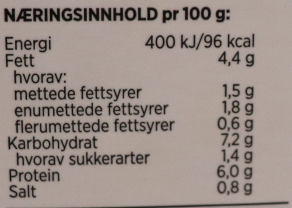 NÆRINGSINNHOLD pr 100 g:
Energi 400 kJ/96 kcal
Fett 4,4 g
hvorav:
mettede fettsyrer 1,5 g
enumettede fettsyrer 1,8 g
flerumettede fettsyrer 0,6 g
Karbohydrat 7,2 g
hvorav sukkerarter 1,4 g
Protein 6,0 g
Salt 0,8 g